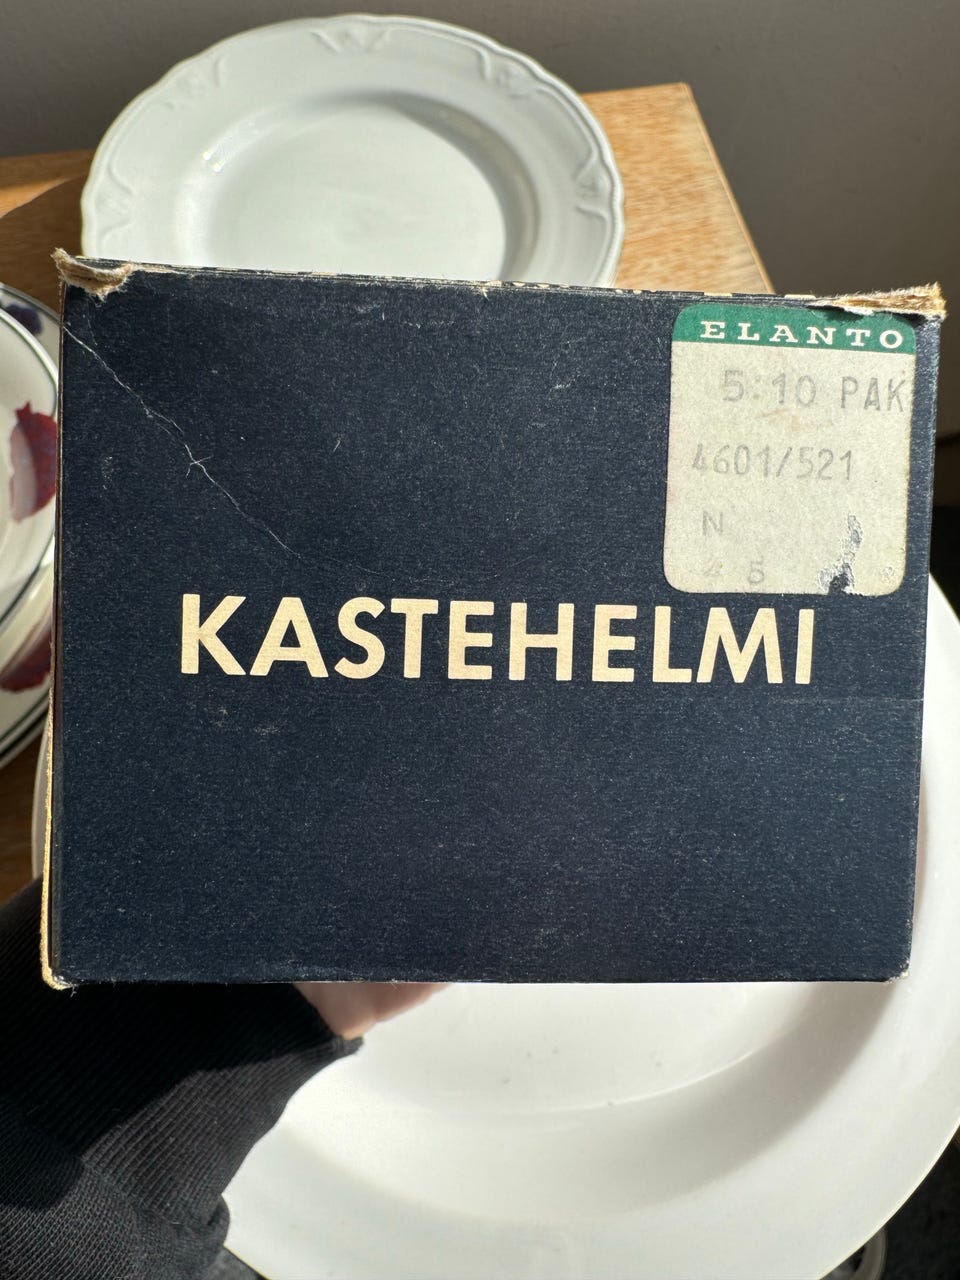 ELANTO
5:10 PAK
4601/521
N
KASTEHELMI